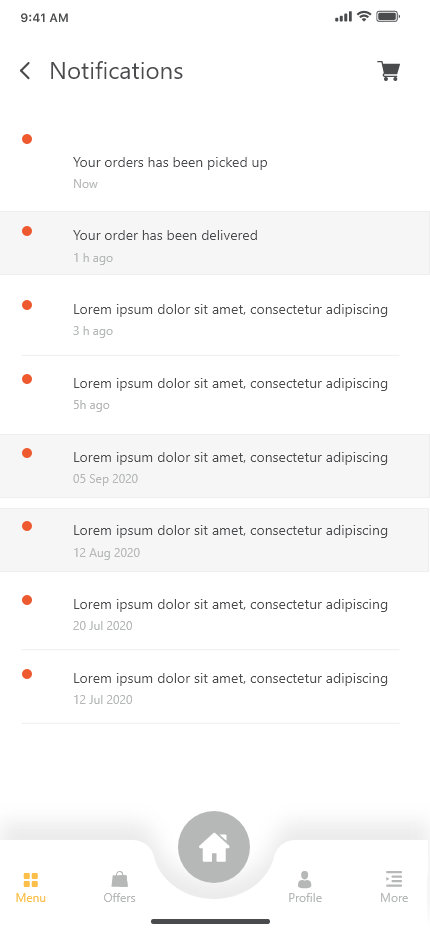 9:41 AM
Notifications
Your orders has been picked up
Now
Your order has been delivered
1 h ago
Lorem ipsum dolor sit amet, consectetur adipiscing
3 h ago
Lorem ipsum dolor sit amet, consectetur adipiscing
5h ago
Lorem ipsum dolor sit amet, consectetur adipiscing
05 Sep 2020
Lorem ipsum dolor sit amet, consectetur adipiscing
12 Aug 2020
Lorem ipsum dolor sit amet, consectetur adipiscing
20 Jul 2020
Lorem ipsum dolor sit amet, consectetur adipiscing
12 Jul 2020
Menu Offers Profile More